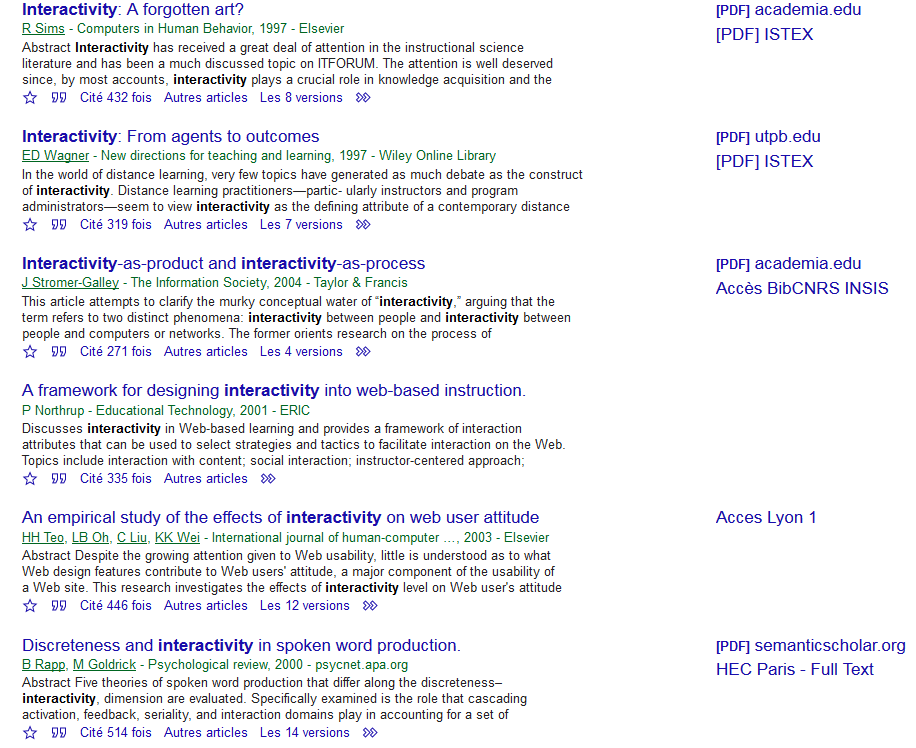 Interactivity: A forgotten art?
[PDF] academia.edu
R Sims - Computers in Human Behavior, 1997 - Elsevier
[PDF] ISTEX
Abstract Interactivity has received a great deal of attention in the instructional science
literature and has been a much discussed topic on ITFORUM. The attention is well deserved
since, by most accounts, interactivity plays a crucial role in knowledge acquisition and the
Cité 432 fois Autres articles Les 8 versions
Interactivity: From agents to outcomes
[PDF] utpb.edu
ED Wagner - New directions for teaching and learning, 1997 - Wiley Online Library
[PDF] ISTEX
In the world of distance learning, very few topics have generated as much debate as the construct
of interactivity. Distance learning practitioners—partic- ularly instructors and program
administrators—seem to view interactivity as the defining attribute of a contemporary distance
Cité 319 fois Autres articles Les 7 versions
Interactivity-as-product and interactivity-as-process
[PDF] academia.edu
J Stromer-Galley - The Information Society, 2004 - Taylor & Francis
Accès BibCNRS INSIS
This article attempts to clarify the murky conceptual water of “interactivity,” arguing that the
term refers to two distinct phenomena: interactivity between people and interactivity between
people and computers or networks. The former orients research on the process of
Cité 271 fois Autres articles Les 4 versions
A framework for designing interactivity into web-based instruction.
P Northrup - Educational Technology, 2001 - ERIC
Discusses interactivity in Web-based learning and provides a framework of interaction
attributes that can be used to select strategies and tactics to facilitate interaction on the Web.
Topics include interaction with content; social interaction; instructor-centered approach;
Cité 335 fois Autres articles
An empirical study of the effects of interactivity on web user attitude
Acces Lyon 1
HH Teo, LB Oh, C Liu, KK Wei - International journal of human-computer …, 2003 - Elsevier
Abstract Despite the growing attention given to Web usability, little is understood as to what
Web design features contribute to Web users' attitude, a major component of the usability of
a Web site. This research investigates the effects of interactivity level on Web user's attitude
Cité 446 fois Autres articles Les 12 versions
Discreteness and interactivity in spoken word production.
[PDF] semanticscholar.org
B Rapp, M Goldrick - Psychological review, 2000 - psycnet.apa.org
HEC Paris - Full Text
Abstract Five theories of spoken word production that differ along the discreteness–
interactivity, dimension are evaluated. Specifically examined is the role that cascading
activation, feedback, seriality, and interaction domains play in accounting for a set of
Cité 514 fois Autres articles Les 14 versions